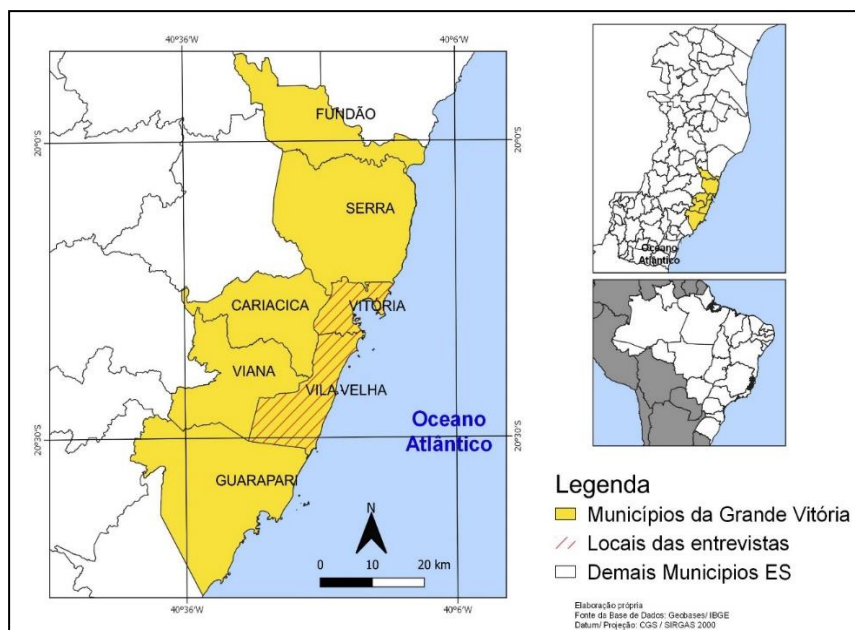 40°36'W
40°6'W
FUNDÃO
20°0'S
20°0'S
SERRA
CARIACICA
VITÓRIA
VIANA
VILA VELHA
Oceano
Atlântico
20°30'S
20°30'S
GUARAPARI
N
0 10 20 km
40°36'W
40°6'W
Oceano
Atlântico
Legenda
Municípios da Grande Vitória
Locais das entrevistas
Demais Municipios ES
Elaboração própria
Fonte da Base de Dados: Geobases/ IBGE
Datum/ Projeção: CGS / SIRGAS 2000